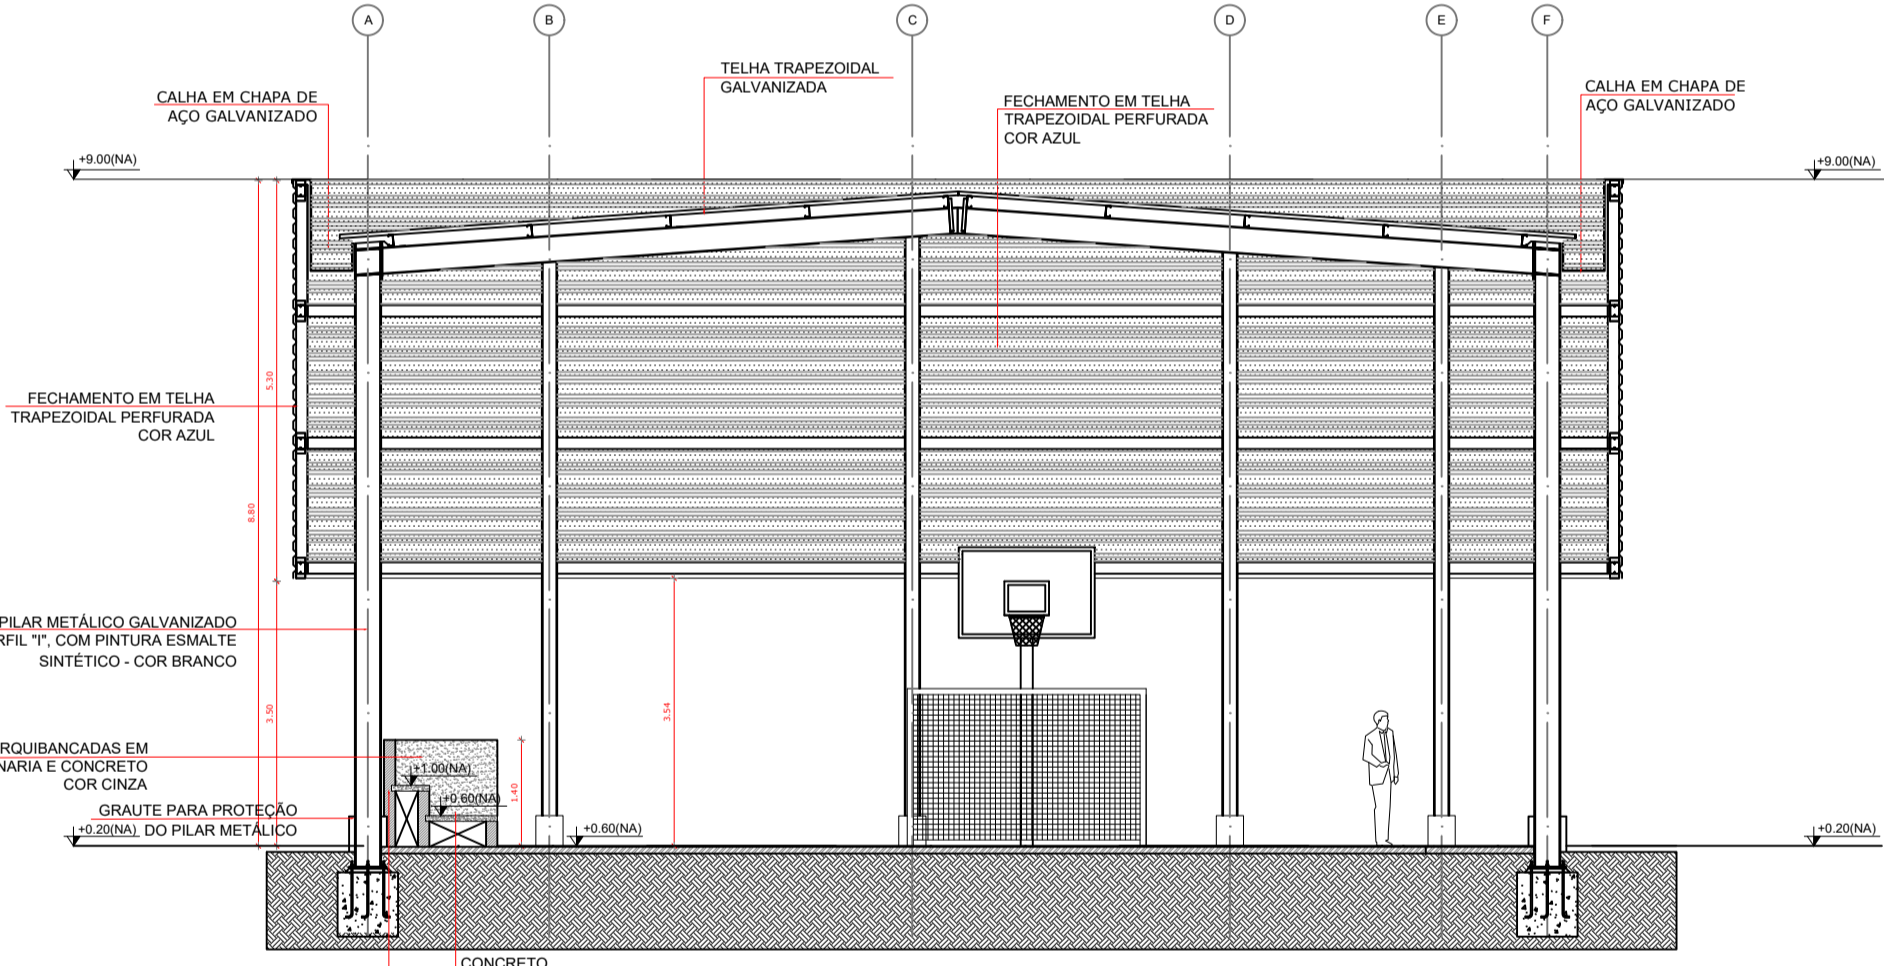 A
B
C
D
E
F
TELHA TRAPEZOIDAL
GALVANIZADA
CALHA EM CHAPA DE
AÇO GALVANIZADO
FECHAMENTO EM TELHA
TRAPEZOIDAL PERFURADA
COR AZUL
CALHA EM CHAPA DE
AÇO GALVANIZADO
+9.00(NA)
+9.00(NA)
5.30
FECHAMENTO EM TELHA
TRAPEZOIDAL PERFURADA
COR AZUL
8.80
PILAR METÁLICO GALVANIZADO
RFIL "I", COM PINTURA ESMALTE
SINTÉTICO - COR BRANCO
3.50
3.54
RQUIBANCADAS EM
NARIA E CONCRETO
COR CINZA
+1.00(NA)
+0.60(NA)
1.40
GRAUTE PARA PROTEÇÃO
DO PILAR METÁLICO
+0.20(NA)
+0.60(NA)
+0.20(NA)
CONCRETO